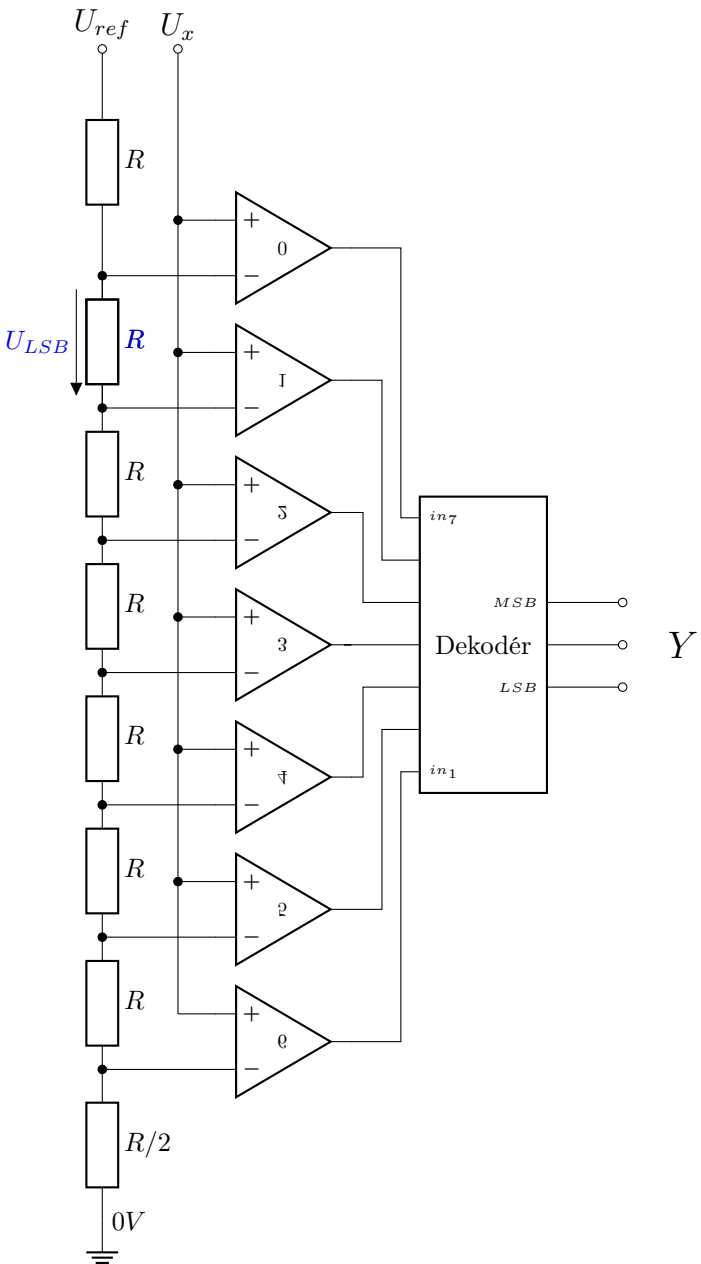 U_ref U_x
R
+
0
−
U_LSB R
+
1
−
R
+
2
−
in_7
R
+
3
−
MSB
Dekodér
Y
LSB
R
+
4
−
in_1
R
+
5
−
R
+
6
−
R/2
0V